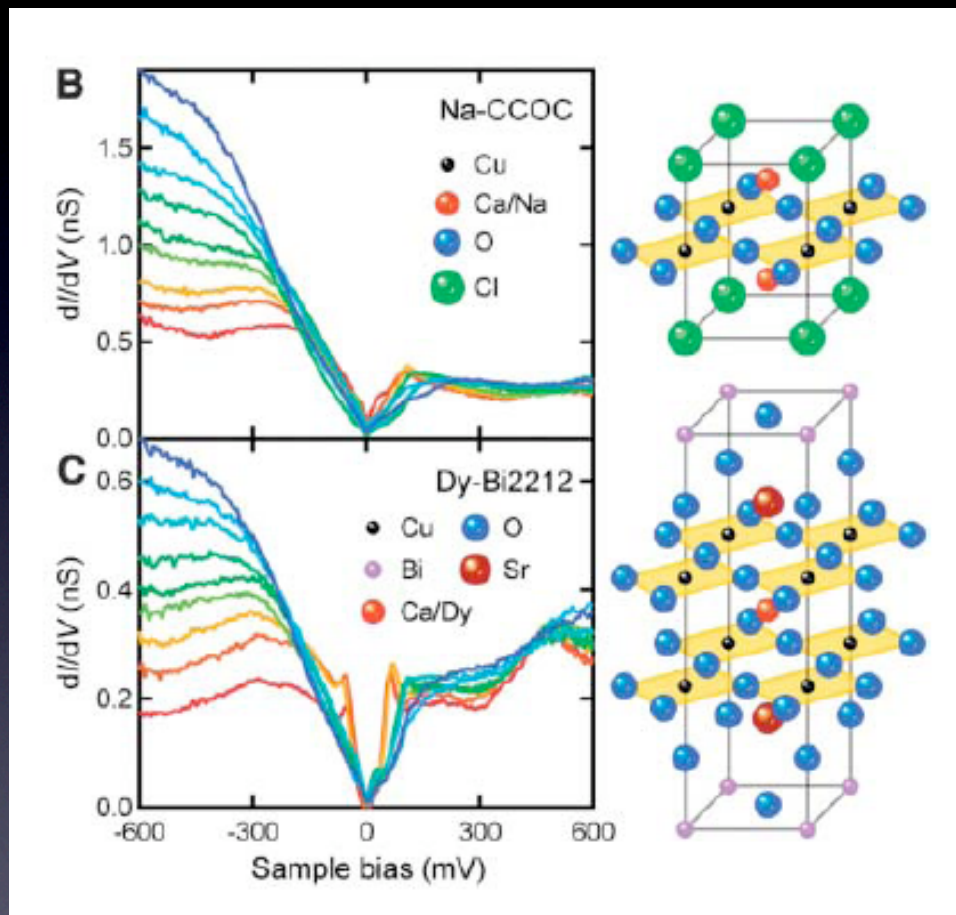 B
Na-CCOC
Cu
Ca/Na
O
Cl
dI/dV (nS)
1.5
1.0
0.5
0.0
C
Dy-Bi2212
Cu O
Bi Sr
Ca/Dy
dI/dV (nS)
0.6
0.4
0.2
0.0
-600 -300 0 300 600
Sample bias (mV)